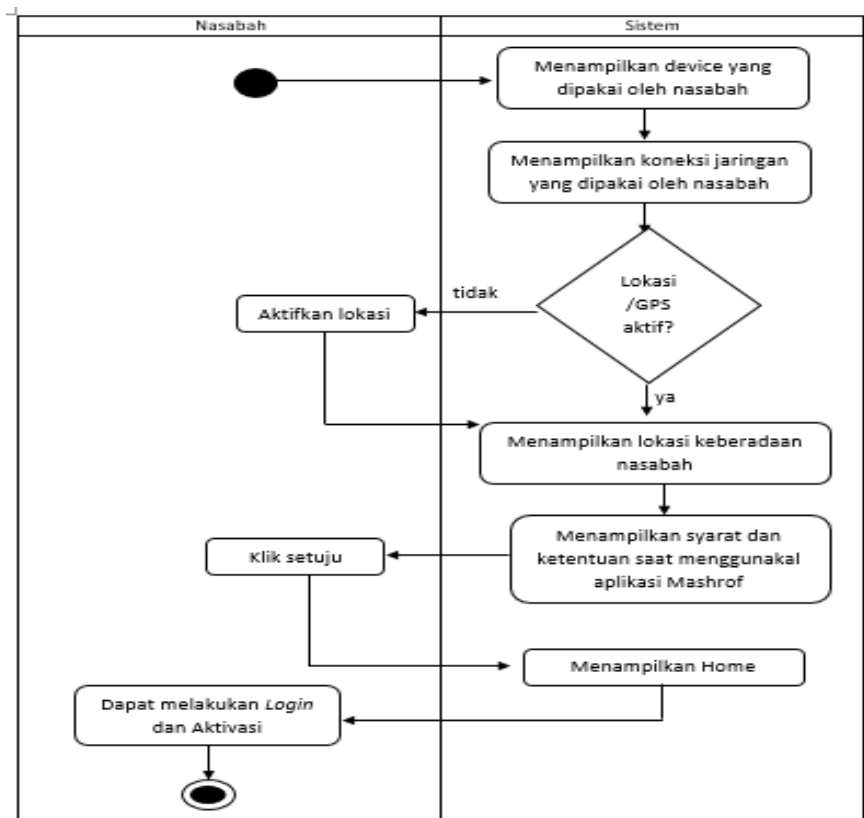 Nasabah
Sistem
Menampilkan device yang
dipakai oleh nasabah
Menampilkan koneksi jaringan
yang dipakai oleh nasabah
Lokasi
/GPS
aktif?
tidak
Aktifkan lokasi
ya
Menampilkan lokasi keberadaan
nasabah
Menampilkan syarat dan
ketentuan saat menggunakal
aplikasi Mashrof
Klik setuju
Menampilkan Home
Dapat melakukan Login
dan Aktivasi